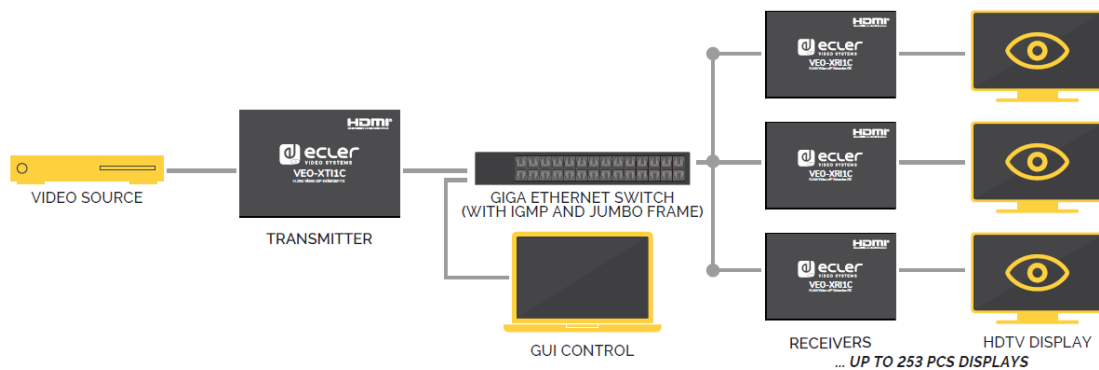 VIDEO SOURCE
HDMI
ecler
VIDEO SYSTEMS
VEO-XTI1C
TRANSMITTER
GIGA ETHERNET SWITCH
(WITH IGMP AND JUMBO FRAME)
GUI CONTROL
HDMI
ecler
VIDEO SYSTEMS
VEO-XRI1C
HDMI
ecler
VIDEO SYSTEMS
VEO-XRI1C
HDMI
ecler
VIDEO SYSTEMS
VEO-XRI1C
RECEIVERS
HDTV DISPLAY
... UP TO 253 PCS DISPLAYS